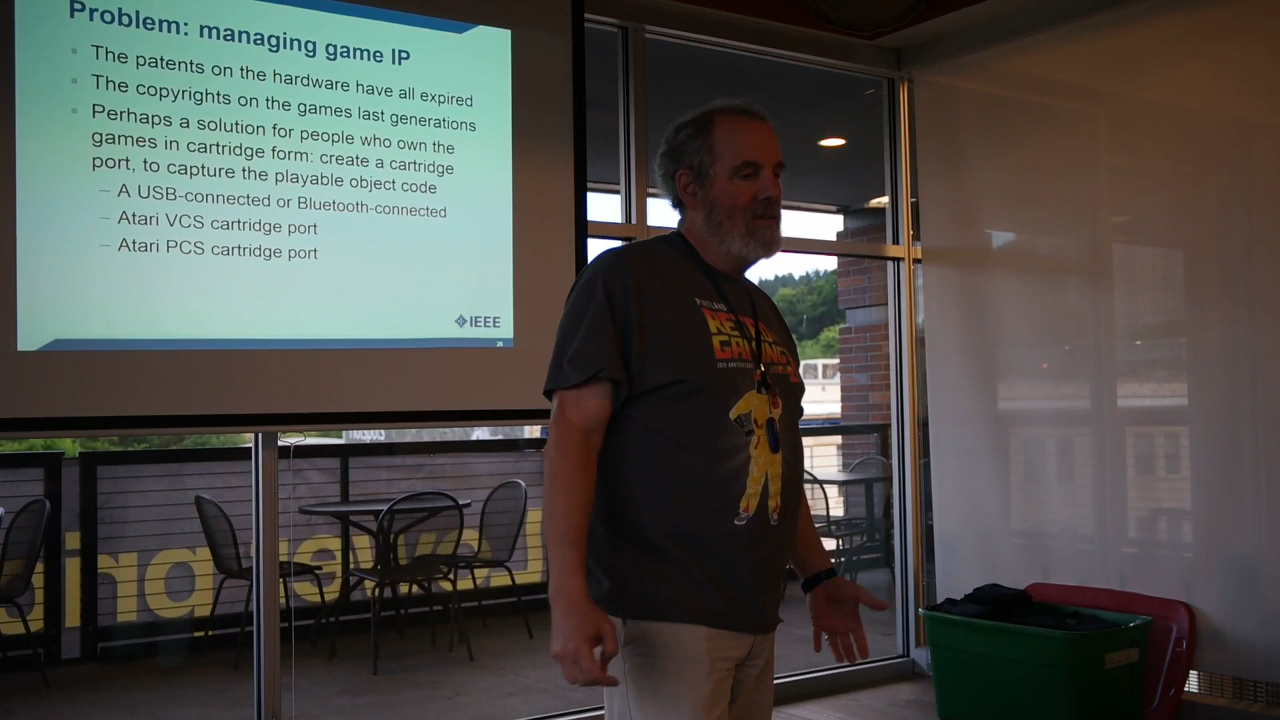 Problem: managing game IP
The patents on the hardware have all expired
The copyrights on the games last generations
Perhaps a solution for people who own the
games in cartridge form: create a cartridge
port, to capture the playable object code
– A USB-connected or Bluetooth-connected
– Atari VCS cartridge port
– Atari PCS cartridge port
IEEE
26
PORTLAND
RETRO
GAMING